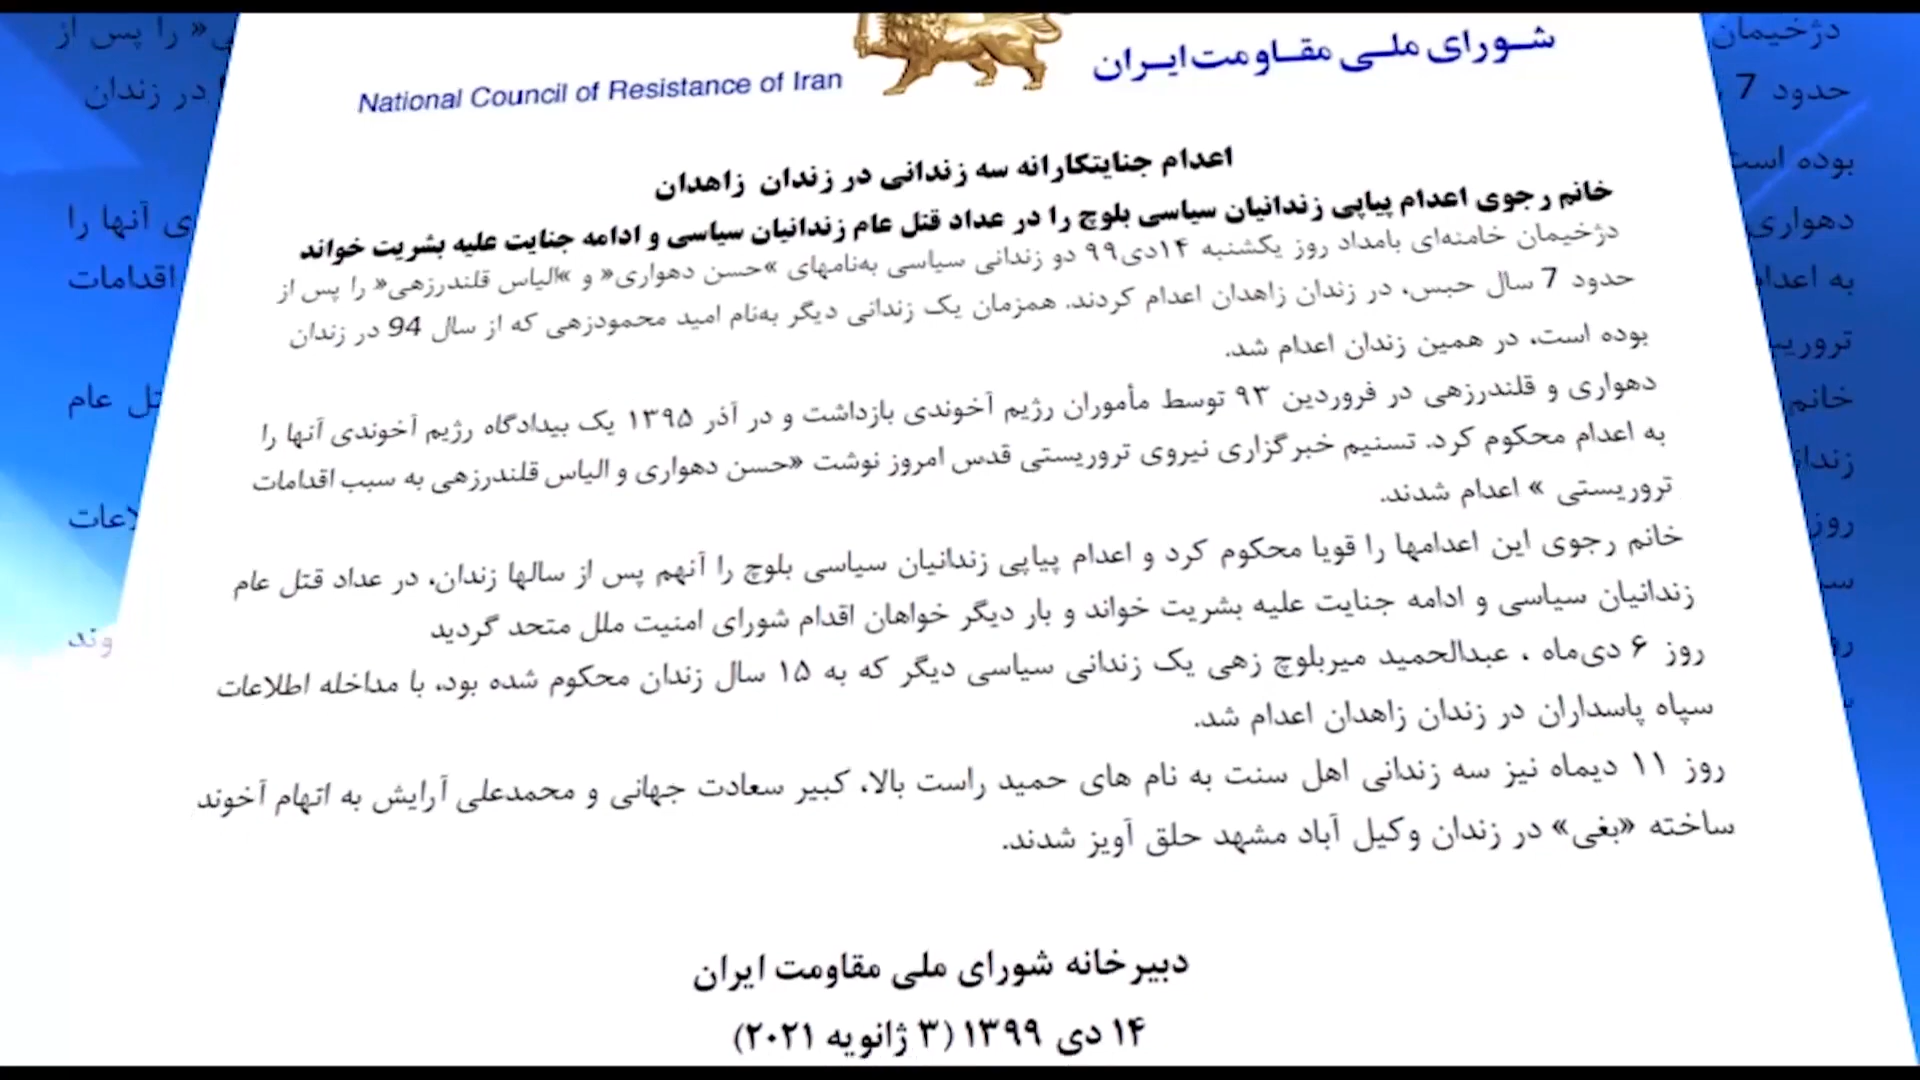 شورای ملی مقاومت ایران
National Council of Resistance of Iran
اعدام جنایتکارانه سه زندانی در زندان زاهدان
خانم رجوی اعدام پیاپی زندانیان سیاسی بلوچ را در عداد قتل عام زندانیان سیاسی و ادامه جنایت علیه بشریت خواند
دژخیمان خامنه‌ای بامداد روز یکشنبه ۱۴دی۹۹ دو زندانی سیاسی به‌نامهای »حسن دهواری« و »الیاس قلندرزهی« را پس از
حدود 7 سال حبس، در زندان زاهدان اعدام کردند. همزمان یک زندانی دیگر به‌نام امید محمودزهی که از سال 94 در زندان
بوده است، در همین زندان اعدام شد.
دهواری و قلندرزهی در فروردین ۹۳ توسط مأموران رژیم آخوندی بازداشت و در آذر ۱۳۹۵ یک بیدادگاه رژیم آخوندی آنها را
به اعدام محکوم کرد. تسنیم خبرگزاری نیروی تروریستی قدس امروز نوشت «حسن دهواری و الیاس قلندرزهی به سبب اقدامات
تروریستی » اعدام شدند.
خانم رجوی این اعدامها را قویا محکوم کرد و اعدام پیاپی زندانیان سیاسی بلوچ را آنهم پس از سالها زندان، در عداد قتل عام
زندانیان سیاسی و ادامه جنایت علیه بشریت خواند و بار دیگر خواهان اقدام شورای امنیت ملل متحد گردید
روز ۶ دی‌ماه ، عبدالحمید میربلوچ زهی یک زندانی سیاسی دیگر که به ۱۵ سال زندان محکوم شده بود، با مداخله اطلاعات
سپاه پاسداران در زندان زاهدان اعدام شد.
روز ۱۱ دیماه نیز سه زندانی اهل سنت به نام های حمید راست بالا، کبیر سعادت جهانی و محمدعلی آرایش به اتهام آخوند
ساخته «بغی» در زندان وکیل آباد مشهد حلق آویز شدند.
دبیرخانه شورای ملی مقاومت ایران
۱۴ دی ۱۳۹۹ (۳ ژانویه ۲۰۲۱)